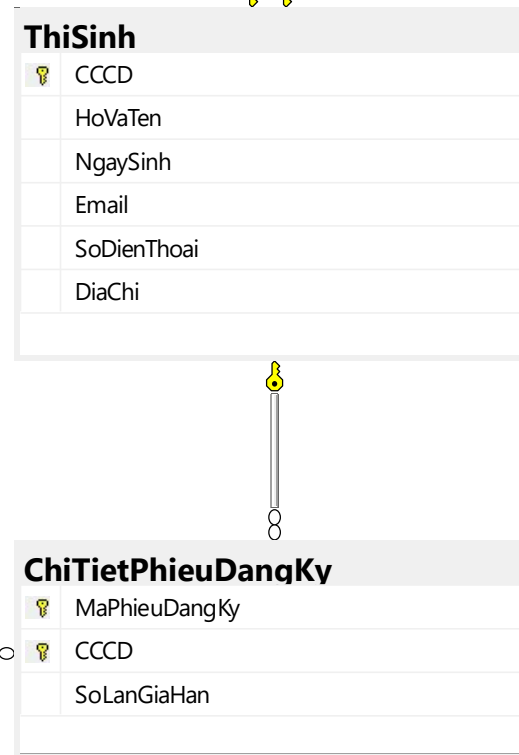 ThiSinh
CCCD
HoVaTen
NgaySinh
Email
SoDienThoai
DiaChi
ChiTietPhieuDangKy
MaPhieuDangKy
CCCD
SoLanGiaHan